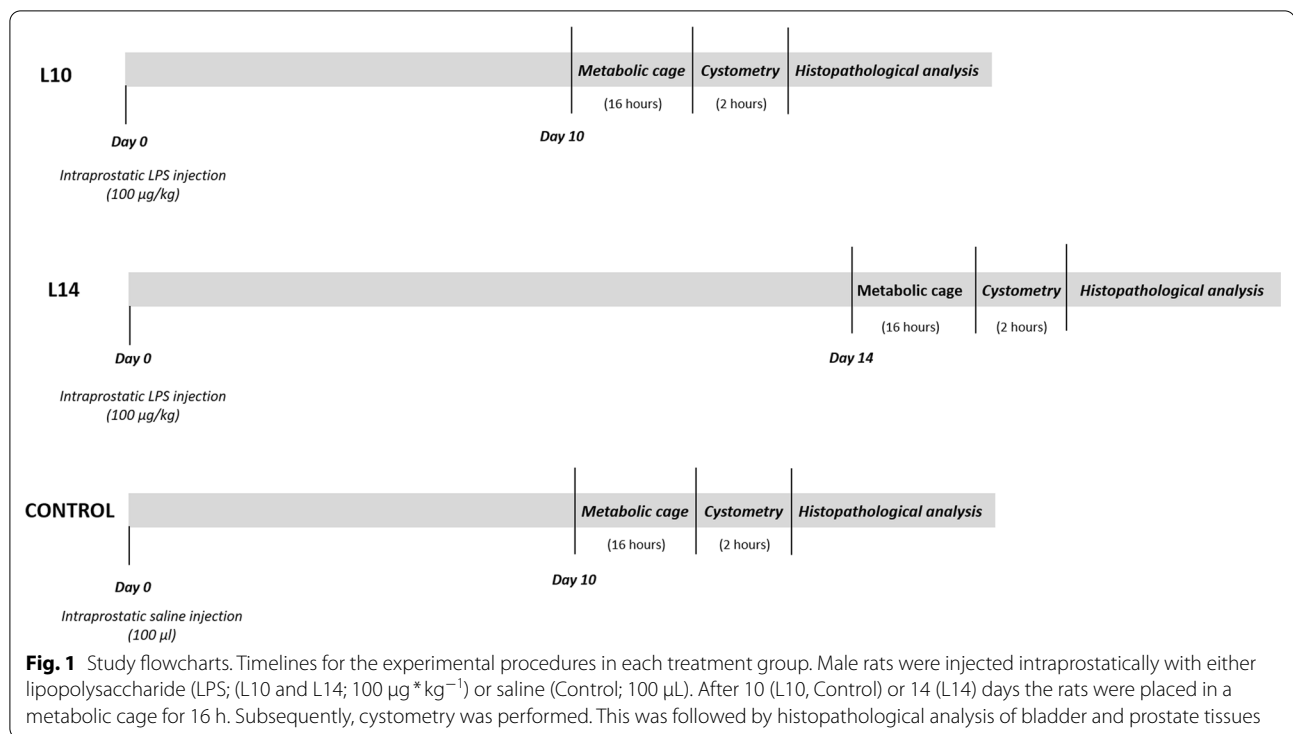 L10
Metabolic cage
Cystometry
Histopathological analysis
(16 hours)
(2 hours)
Day 0
Day 10
Intraprostatic LPS injection
(100 µg/kg)
L14
Metabolic cage
Cystometry
Histopathological analysis
(16 hours)
(2 hours)
Day 0
Day 14
Intraprostatic LPS injection
(100 µg/kg)
CONTROL
Metabolic cage
Cystometry
Histopathological analysis
(16 hours)
(2 hours)
Day 0
Day 10
Intraprostatic saline injection
(100 µl)
Fig. 1 Study flowcharts. Timelines for the experimental procedures in each treatment group. Male rats were injected intraprostatically with either
lipopolysaccharide (LPS; (L10 and L14; 100 µg*kg⁻¹) or saline (Control; 100 µL). After 10 (L10, Control) or 14 (L14) days the rats were placed in a
metabolic cage for 16 h. Subsequently, cystometry was performed. This was followed by histopathological analysis of bladder and prostate tissues